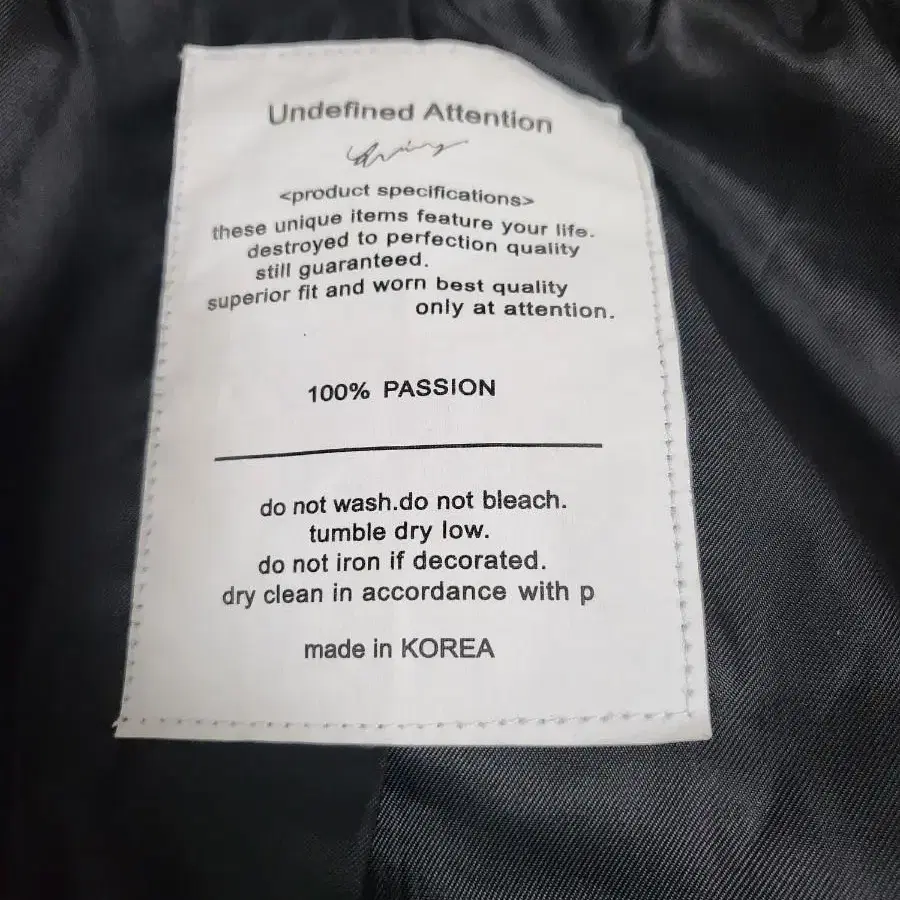 Undefined Attention
<product specifications>
these unique items feature your life.
destroyed to perfection quality
still guaranteed.
superior fit and worn best quality
only at attention.
100% PASSION
do not wash.do not bleach.
tumble dry low.
do not iron if decorated.
dry clean in accordance with p
made in KOREA